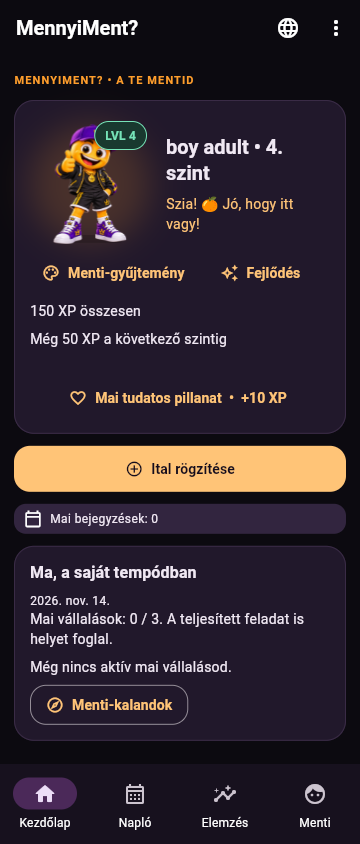 MennyiMent?
MENNYIMENT? • A TE MENTID
LVL 4
boy adult • 4.
szint
Szia! 🍊 Jó, hogy itt
vagy!
Menti-gyűjtemény
Fejlődés
150 XP összesen
Még 50 XP a következő szintig
Mai tudatos pillanat • +10 XP
Ital rögzítése
Mai bejegyzések: 0
Ma, a saját tempódban
2026. nov. 14.
Mai vállalások: 0 / 3. A teljesített feladat is
helyet foglal.
Még nincs aktív mai vállalásod.
Menti-kalandok
Kezdőlap
Napló
Elemzés
Menti